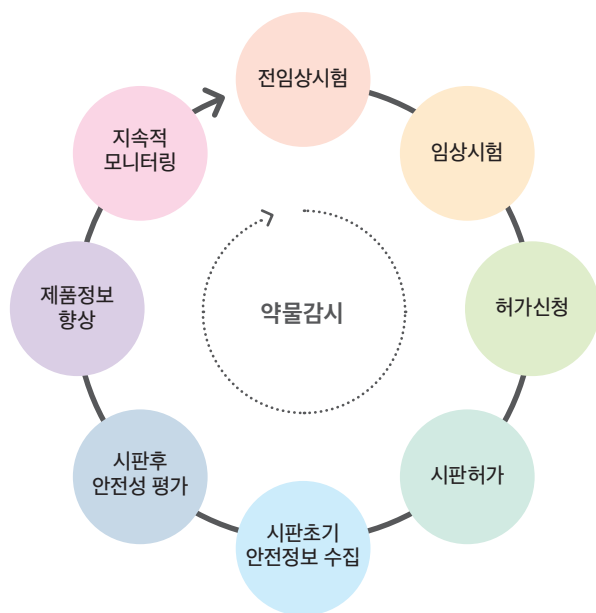 전임상시험
임상시험
허가신청
시판허가
시판초기
안전정보 수집
시판후
안전성 평가
제품정보
향상
지속적
모니터링
약물감시